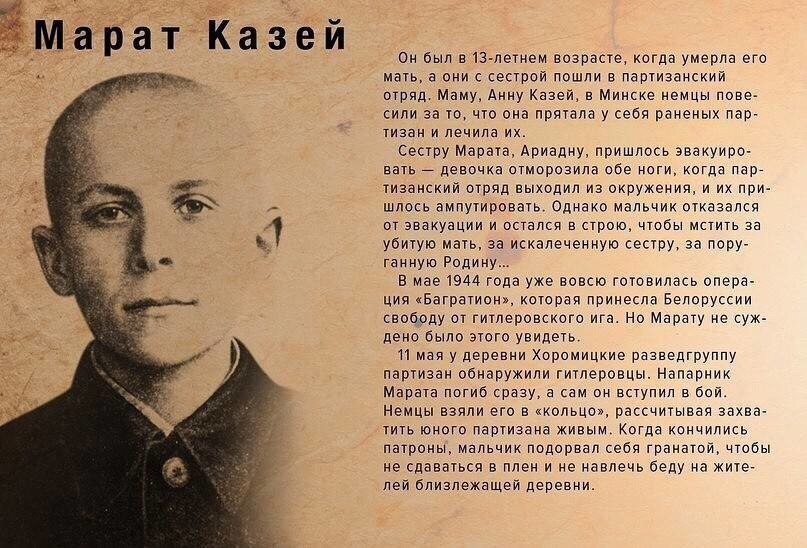 Марат Казей
Он был в 13-летнем возрасте, когда умерла его
мать, а они с сестрой пошли в партизанский
отряд. Маму, Анну Казей, в Минске немцы пове-
сили за то, что она прятала у себя раненых пар-
тизан и лечила их.
Сестру Марата, Ариадну, пришлось эвакуиро-
вать — девочка отморозила обе ноги, когда пар-
тизанский отряд выходил из окружения, и их при-
шлось ампутировать. Однако мальчик отказался
от эвакуации и остался в строю, чтобы мстить за
убитую мать, за искалеченную сестру, за пору-
ганную Родину...
В мае 1944 года уже вовсю готовилась опера-
ция «Багратион», которая принесла Белоруссии
свободу от гитлеровского ига. Но Марату не суж-
дено было этого увидеть.
11 мая у деревни Хоромицкие разведгруппу
партизан обнаружили гитлеровцы. Напарник
Марата погиб сразу, а сам он вступил в бой.
Немцы взяли его в «кольцо», рассчитывая захва-
тить юного партизана живым. Когда кончились
патроны, мальчик подорвал себя гранатой, чтобы
не сдаваться в плен и не навлечь беду на жите-
лей близлежащей деревни.